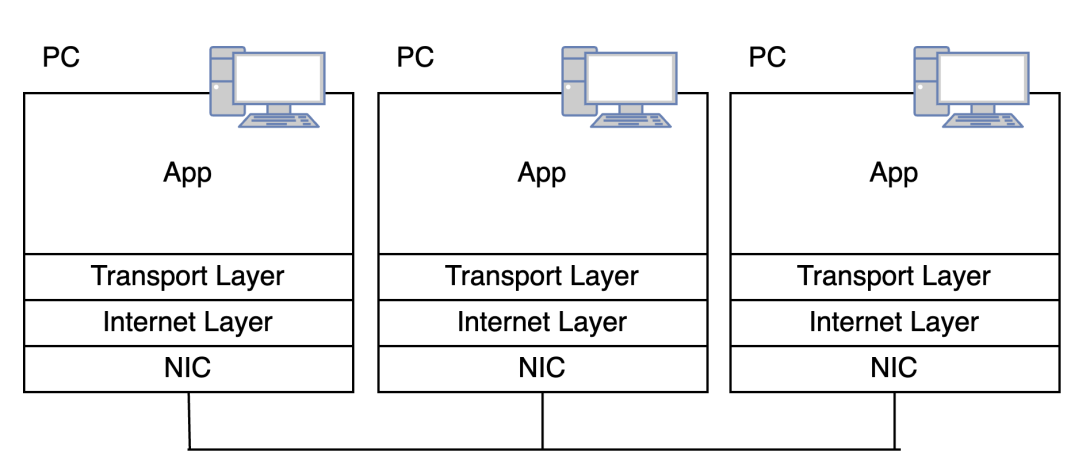 PC
App
Transport Layer
Internet Layer
NIC
PC
App
Transport Layer
Internet Layer
NIC
PC
App
Transport Layer
Internet Layer
NIC